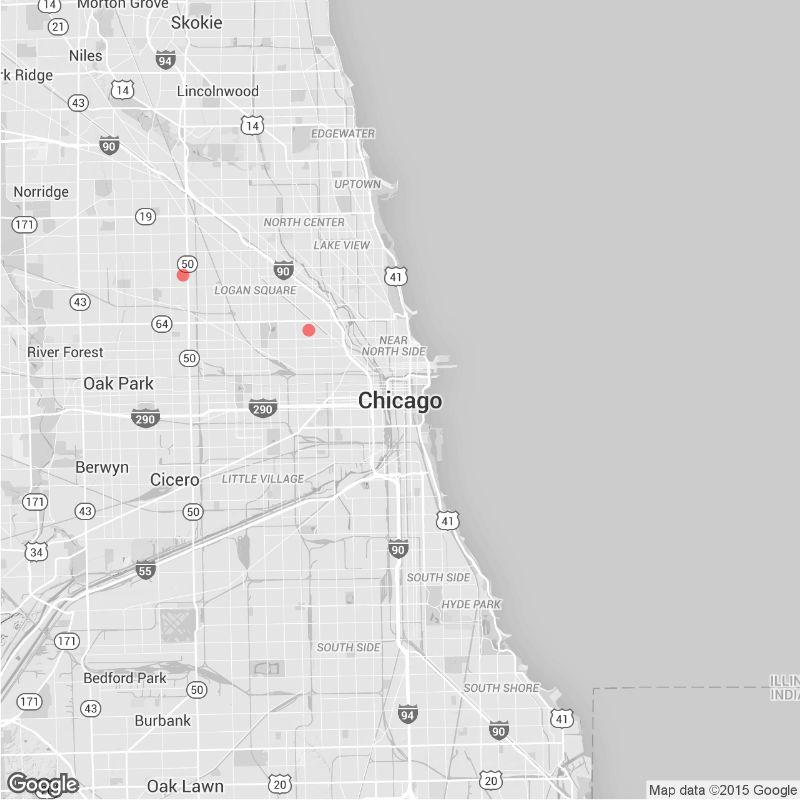 14
Morton Grove
Skokie
21
Niles
94
rk Ridge
14
Lincolnwood
43
14
EDGEWATER
90
UPTOWN
Norridge
19
171
NORTH CENTER
LAKE VIEW
50
90
41
LOGAN SQUARE
43
64
NEAR
NORTH SIDE
River Forest
50
Oak Park
Chicago
290
290
Berwyn
Cicero
LITTLE VILLAGE
171
43
50
41
34
90
55
SOUTH SIDE
HYDE PARK
171
SOUTH SIDE
Bedford Park
ILLIN
INDIA
SOUTH SHORE
50
171
43
Burbank
94
41
90
Google
Oak Lawn
20
20
Map data ©2015 Google